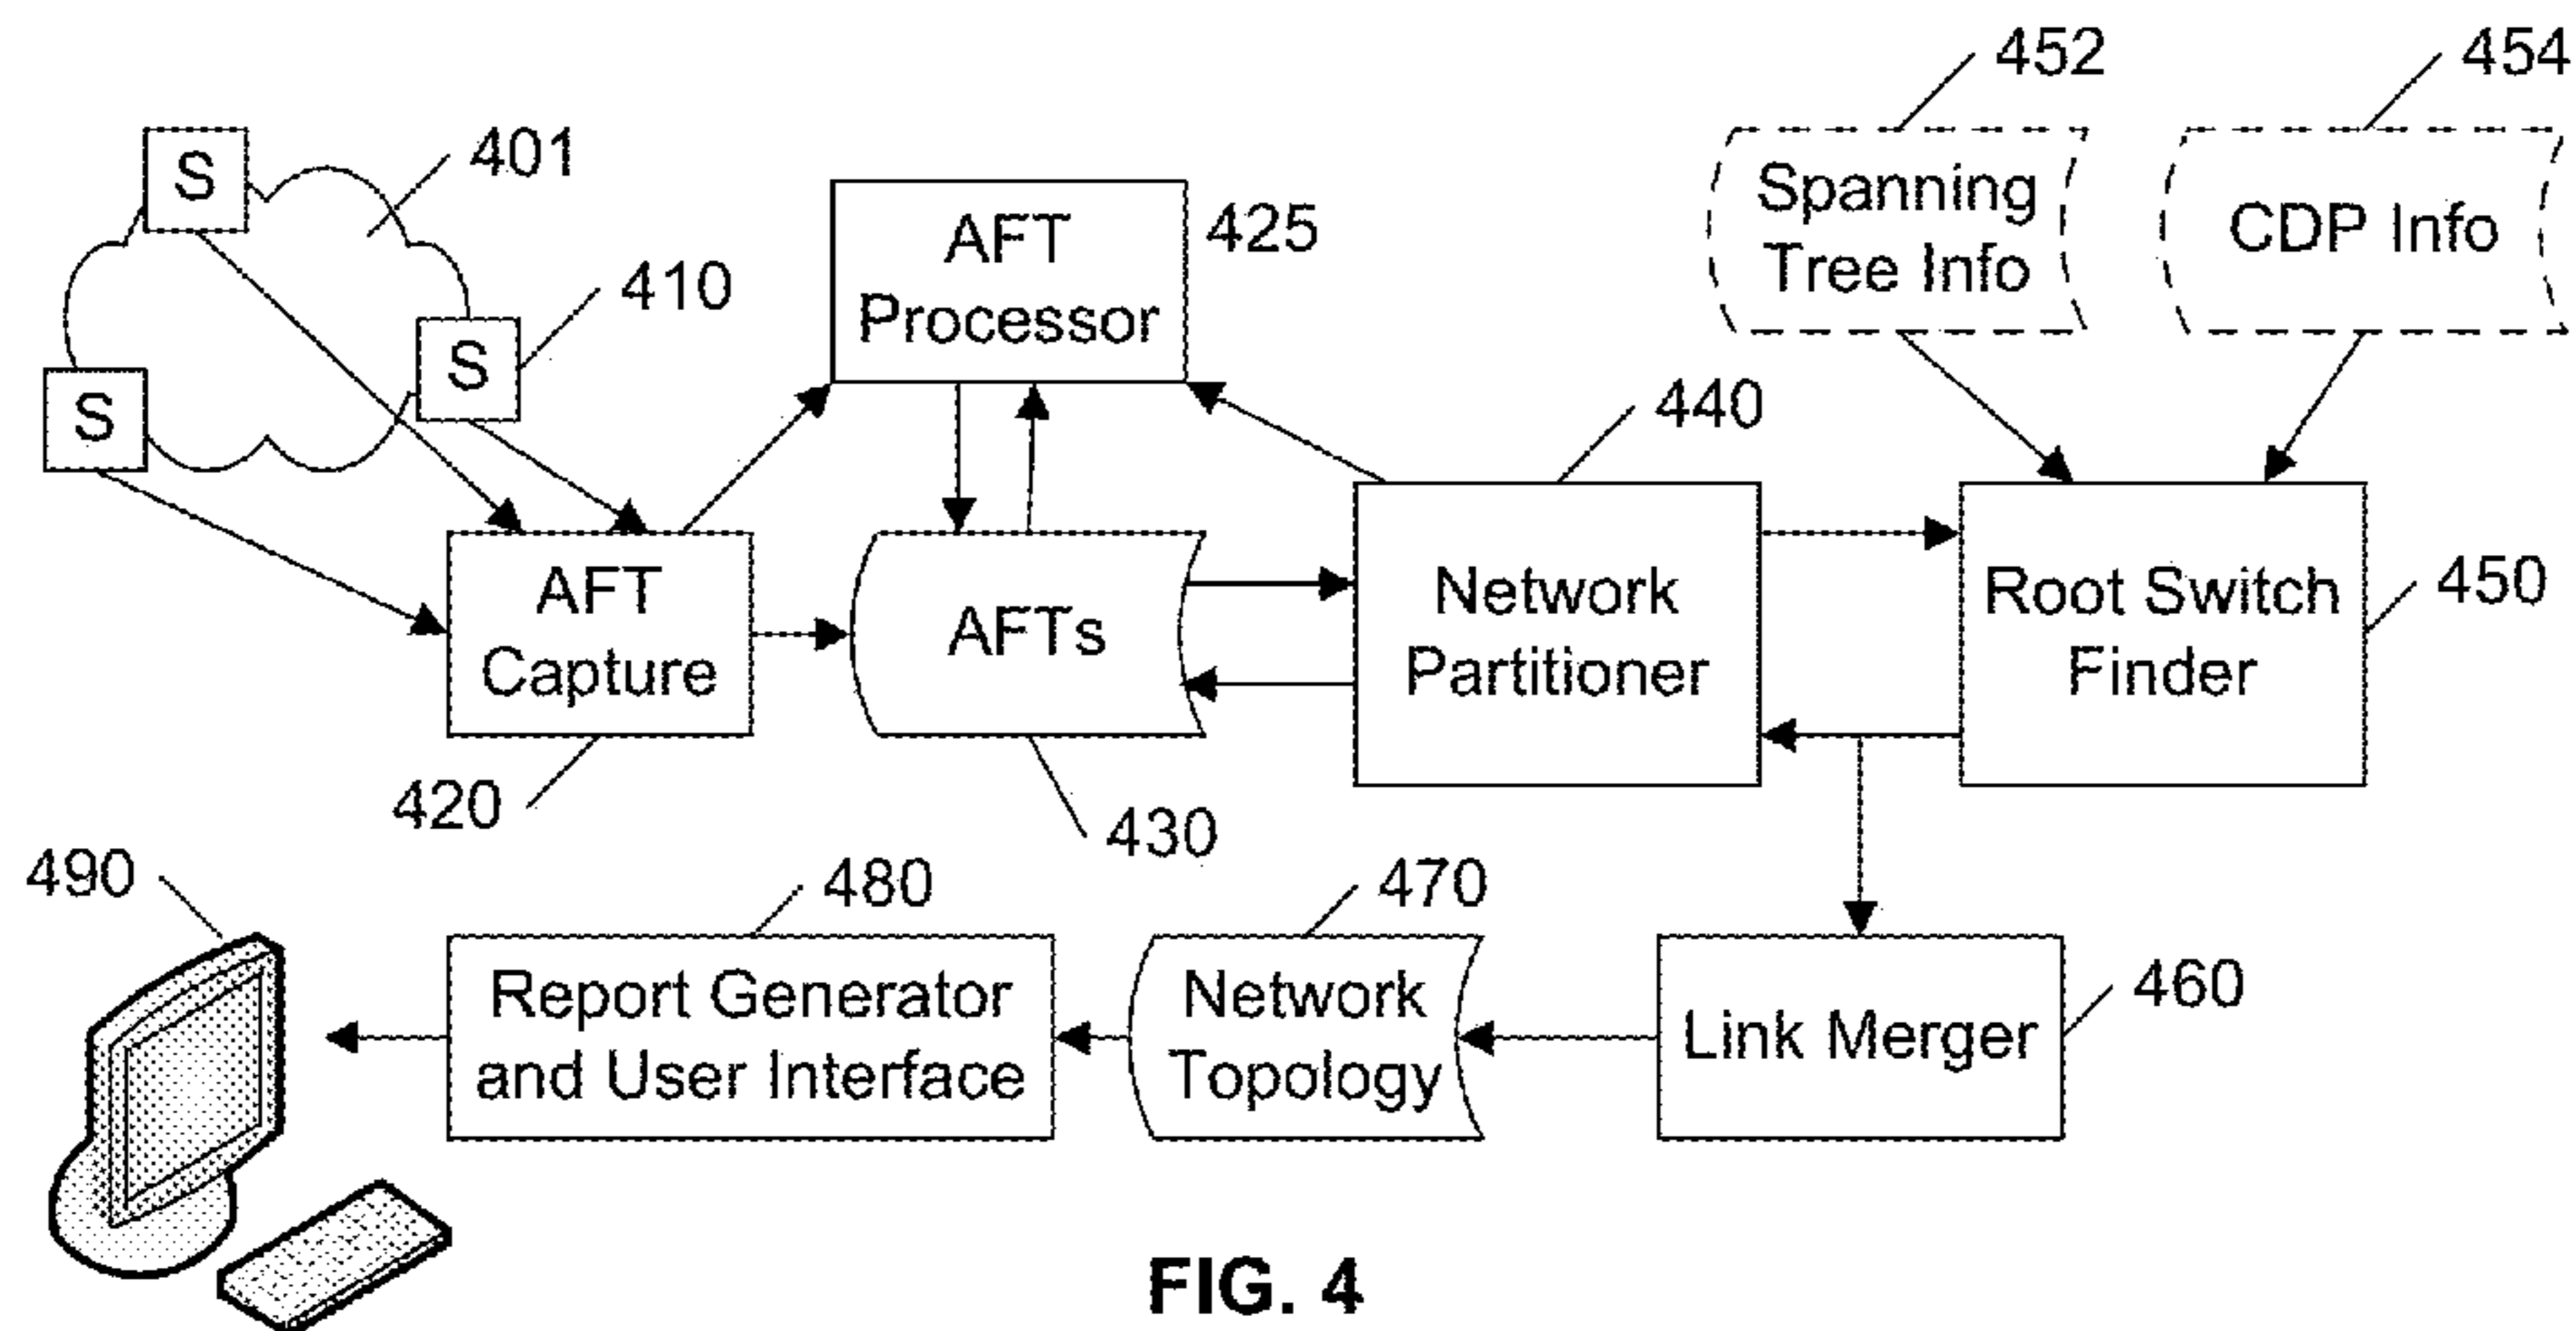 452
454
S
401
Spanning
Tree Info
CDP Info
AFT
Processor
425
410
S
S
440
AFT
Capture
AFTs
Network
Partitioner
Root Switch
Finder
450
420
430
490
480
470
Report Generator
and User Interface
Network
Topology
Link Merger
460
FIG. 4